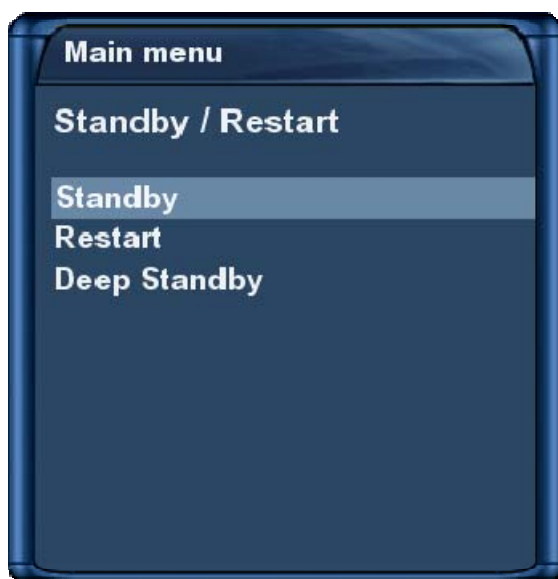 Main menu
Standby / Restart
Standby
Restart
Deep Standby